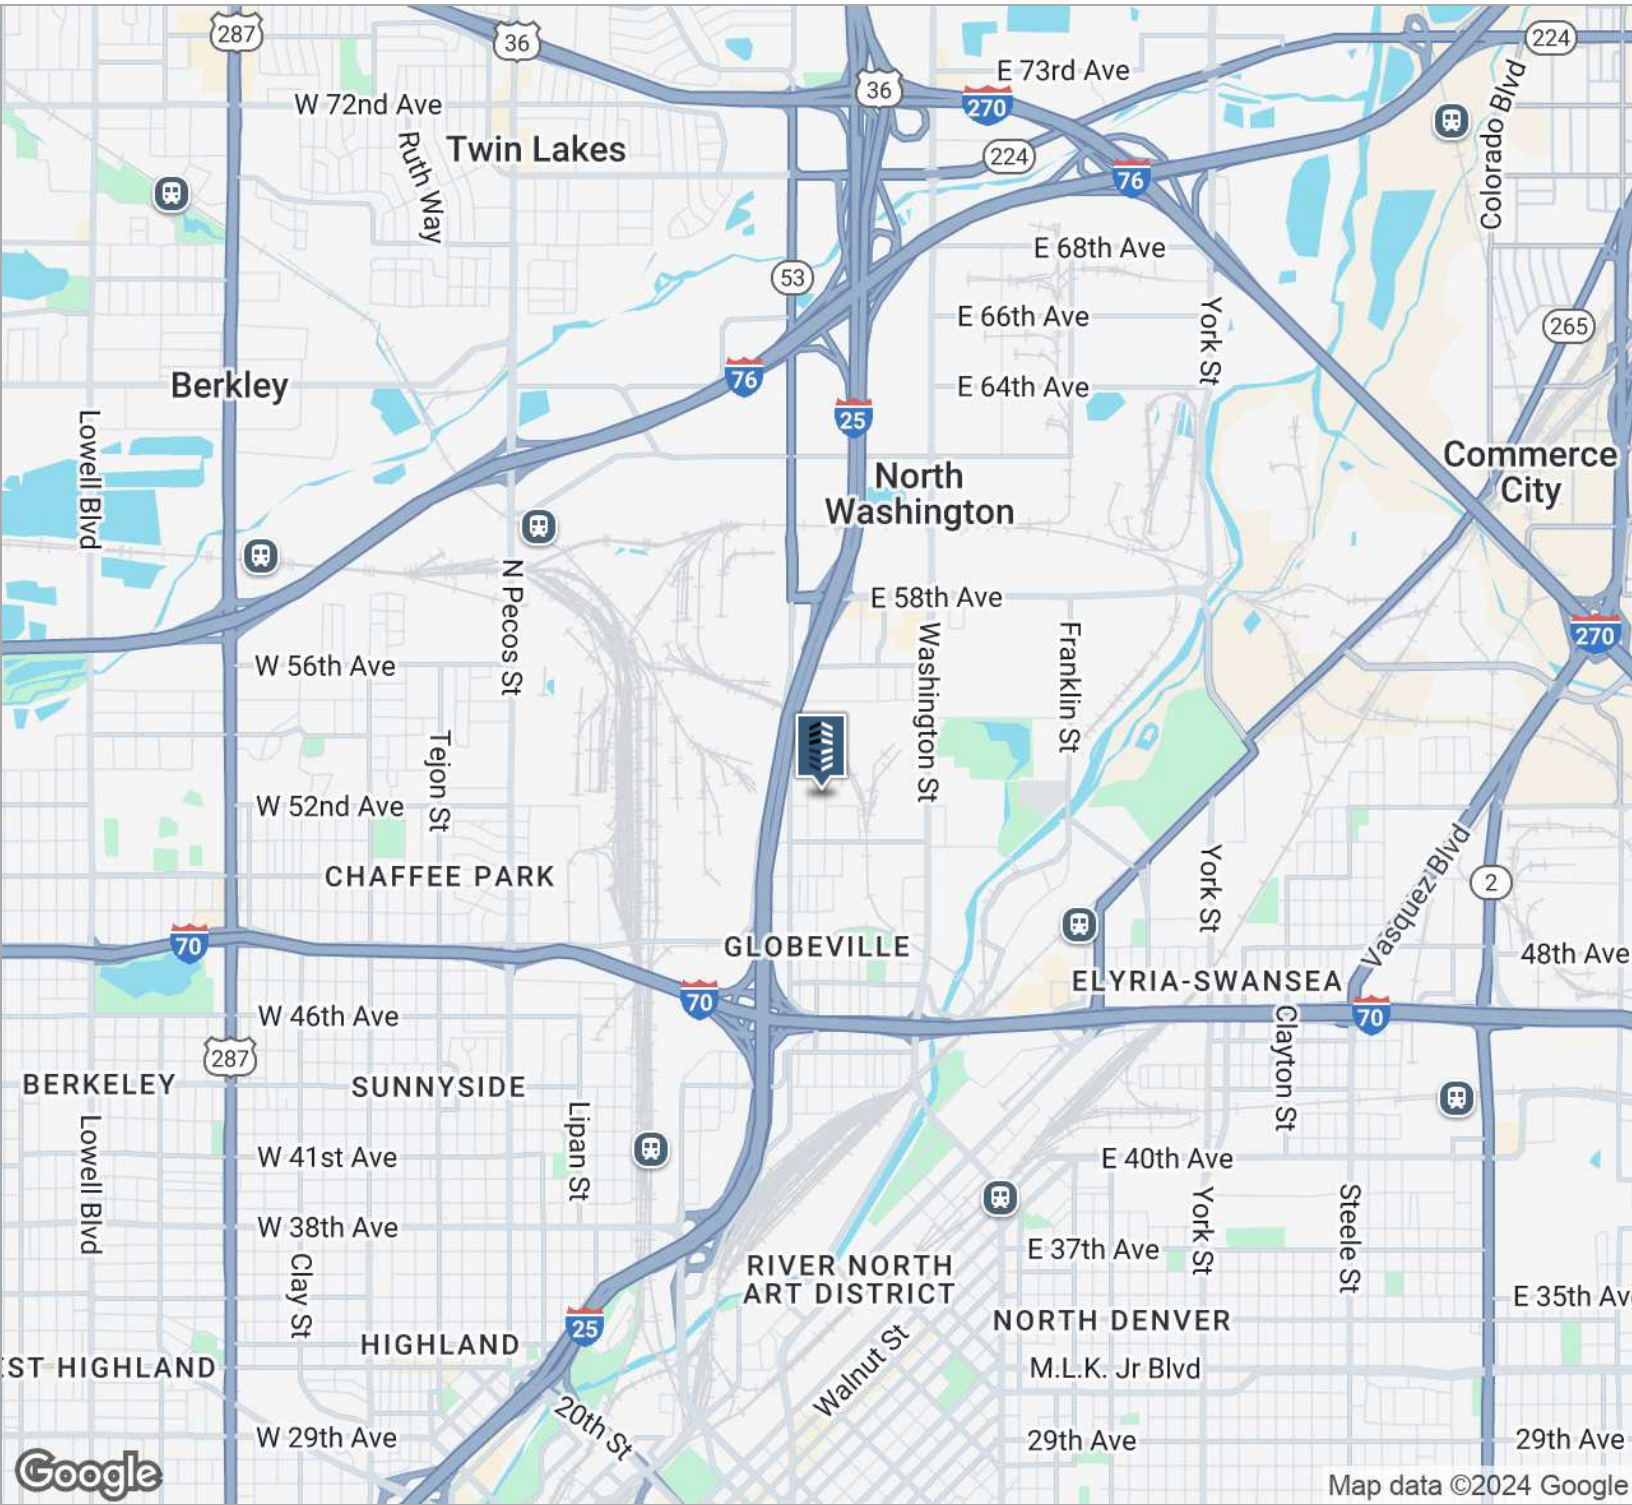 287
36
224
E 73rd Ave
36
270
W 72nd Ave
Colorado Blvd
Twin Lakes
Ruth Way
224
76
E 68th Ave
53
E 66th Ave
York St
265
Berkley
76
E 64th Ave
25
Lowell Blvd
Commerce
City
North
Washington
N Pecos St
E 58th Ave
270
W 56th Ave
Washington St
Franklin St
Tejon St
W 52nd Ave
CHAFFEE PARK
York St
Vasquez Blvd
2
70
GLOBEVILLE
48th Ave
ELYRIA-SWANSEA
70
W 46th Ave
70
Clayton St
287
BERKELEY
SUNNYSIDE
Lipan St
Lowell Blvd
W 41st Ave
E 40th Ave
York St
Steele St
W 38th Ave
E 37th Ave
Clay St
RIVER NORTH
ART DISTRICT
E 35th Av
25
NORTH DENVER
HIGHLAND
EST HIGHLAND
Walnut St
M.L.K. Jr Blvd
20th St
W 29th Ave
29th Ave
29th Ave
Google
Map data ©2024 Google